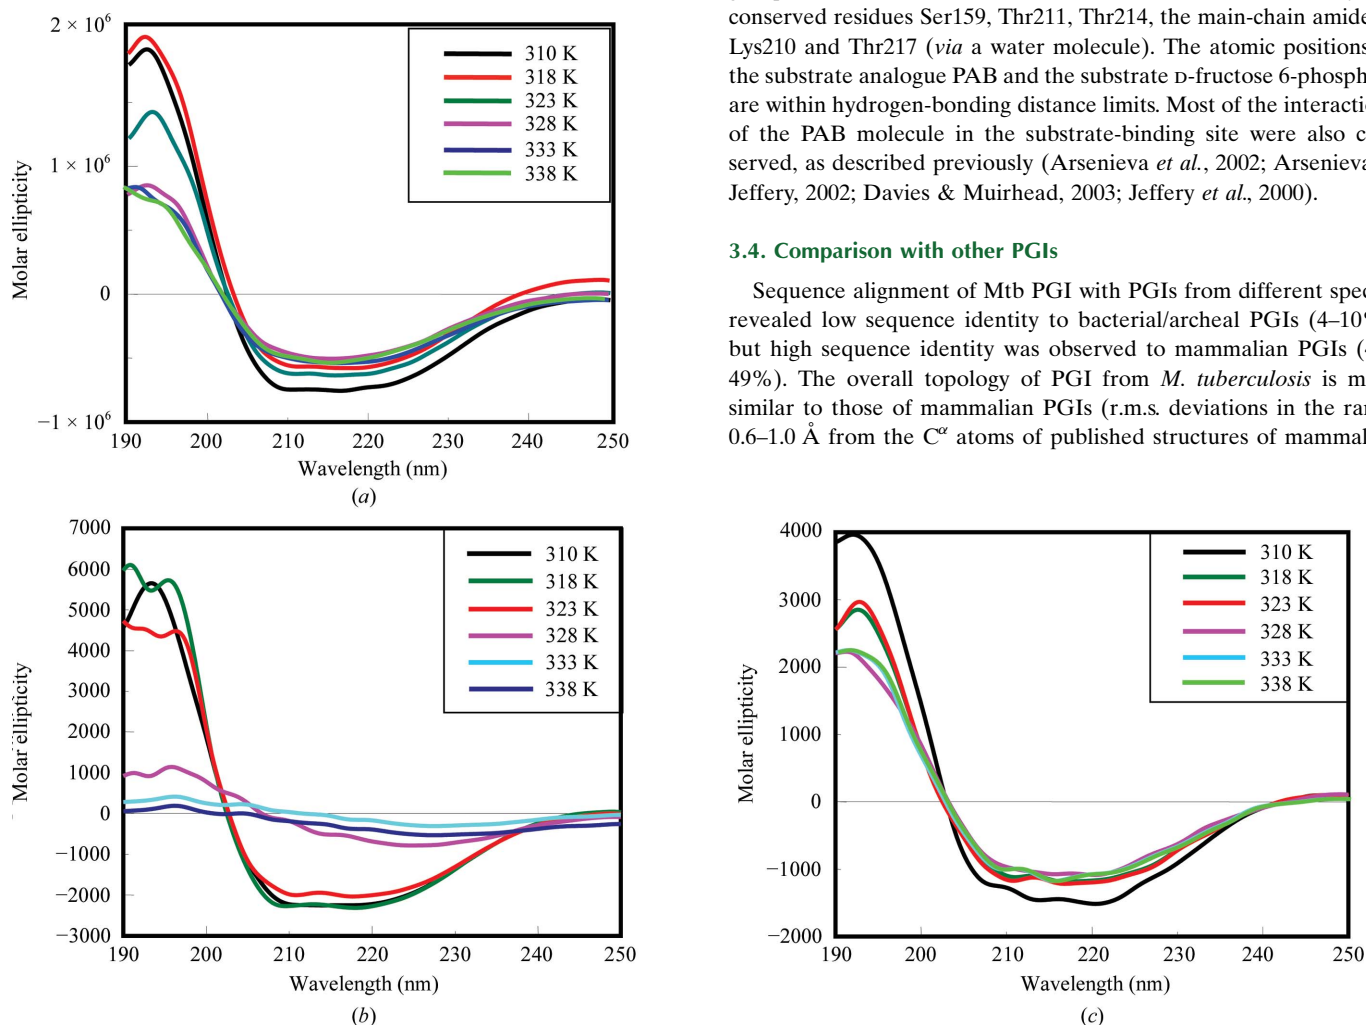 2 × 10⁶
1 × 10⁶
0
−1 × 10⁶
Molar ellipticity
310 K
318 K
323 K
328 K
333 K
338 K
190 200 210 220 230 240 250
Wavelength (nm)
(a)
conserved residues Ser159, Thr211, Thr214, the main-chain amide
Lys210 and Thr217 (via a water molecule). The atomic positions
the substrate analogue PAB and the substrate D-fructose 6-phosph
are within hydrogen-bonding distance limits. Most of the interactio
of the PAB molecule in the substrate-binding site were also c
served, as described previously (Arsenieva et al., 2002; Arsenieva
Jeffery, 2002; Davies & Muirhead, 2003; Jeffery et al., 2000).
3.4. Comparison with other PGIs
Sequence alignment of Mtb PGI with PGIs from different spec
revealed low sequence identity to bacterial/archeal PGIs (4–10%
but high sequence identity was observed to mammalian PGIs (4
49%). The overall topology of PGI from M. tuberculosis is m
similar to those of mammalian PGIs (r.m.s. deviations in the ran
0.6–1.0 Å from the Cα atoms of published structures of mammal
7000
6000
5000
4000
3000
2000
1000
0
−1000
−2000
−3000
Molar ellipticity
310 K
318 K
323 K
328 K
333 K
338 K
190 200 210 220 230 240 250
Wavelength (nm)
(b)
4000
3000
2000
1000
0
−1000
−2000
Molar ellipticity
310 K
318 K
323 K
328 K
333 K
338 K
190 200 210 220 230 240 250
Wavelength (nm)
(c)